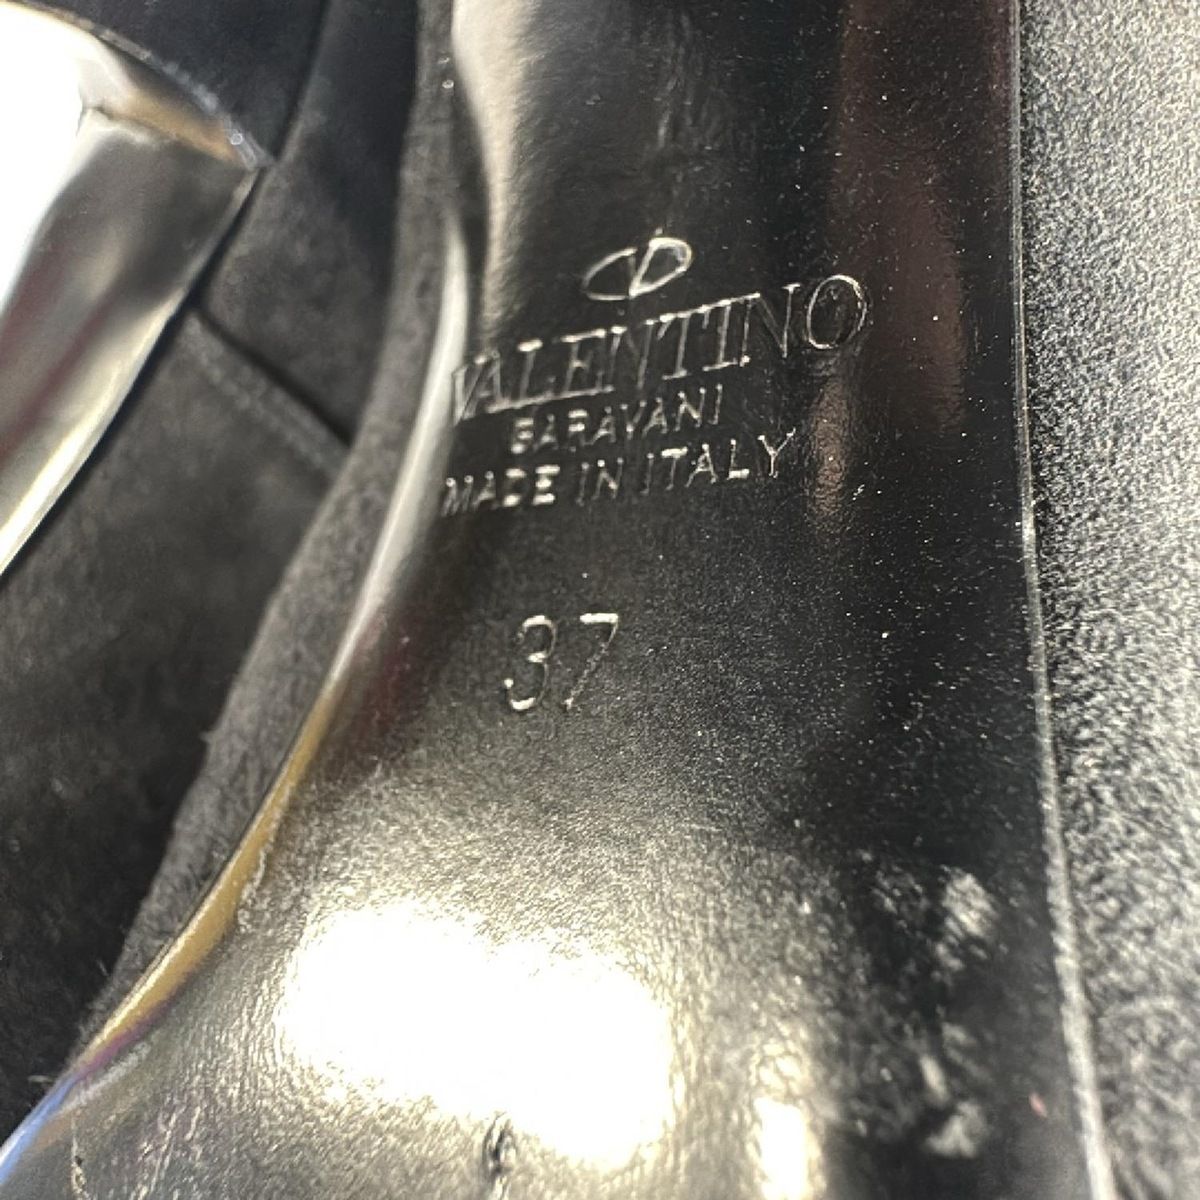 VALENTINO
GARAVANI
MADE IN ITALY
37